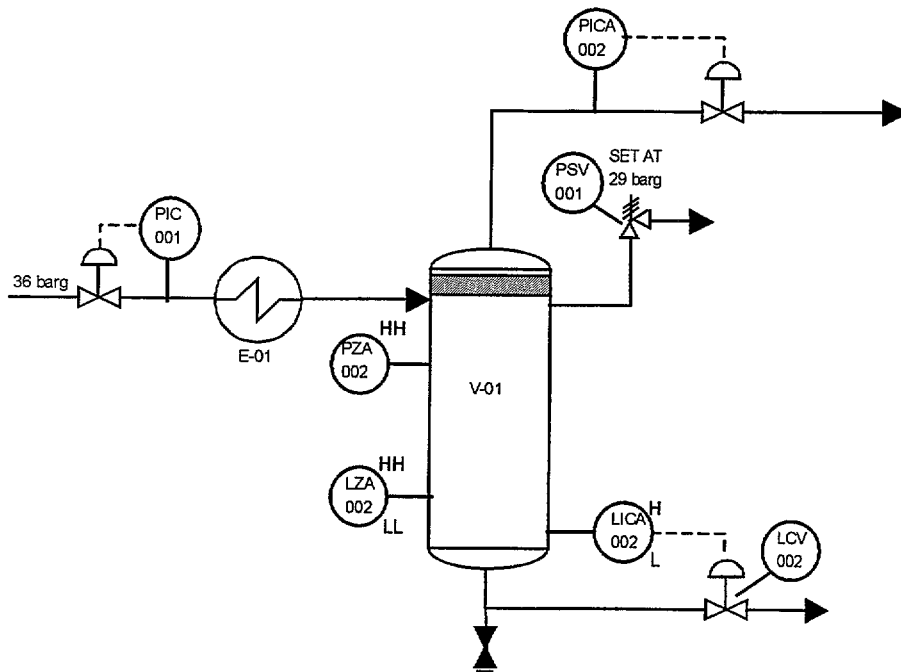 PICA
002
PSV
001
SET AT
29 barg
PIC
001
36 barg
E-01
HH
PZA
002
V-01
HH
LZA
002
LL
H
LICA
002
L
LCV
002